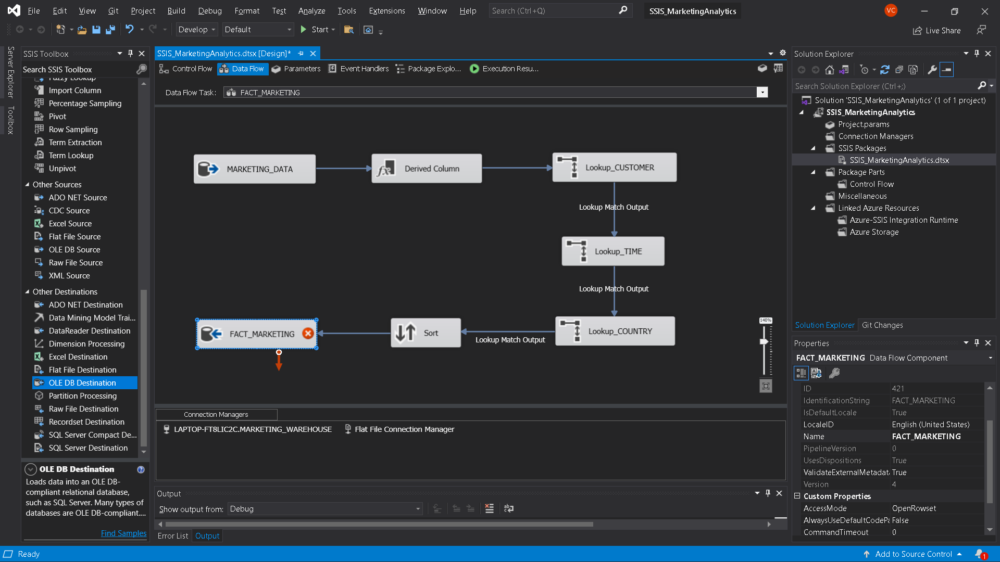 File Edit View Git Project Build Debug Format Test Analyze Tools Extensions Window Help Search (Ctrl+Q) SSIS_MarketingAnalytics VC
Develop Default Start Live Share
Server Explorer
Toolbox
SSIS Toolbox
Search SSIS Toolbox
Fuzzy Lookup
Import Column
Percentage Sampling
Pivot
Row Sampling
Term Extraction
Term Lookup
Unpivot
Other Sources
ADO NET Source
CDC Source
Excel Source
Flat File Source
OLE DB Source
Raw File Source
XML Source
Other Destinations
ADO NET Destination
Data Mining Model Trai...
DataReader Destination
Dimension Processing
Excel Destination
Flat File Destination
OLE DB Destination
Partition Processing
Raw File Destination
Recordset Destination
SQL Server Compact De...
SQL Server Destination
OLE DB Destination
Loads data into an OLE DB-
compliant relational database,
such as SQL Server. Many types of
databases are OLE DB-compliant....
Find Samples
SSIS_MarketingAnalytics.dtsx [Design]*
Control Flow Data Flow Parameters Event Handlers Package Explo... Execution Resu...
Data Flow Task: FACT_MARKETING
MARKETING_DATA
Derived Column
Lookup_CUSTOMER
Lookup Match Output
Lookup_TIME
Lookup Match Output
Lookup_COUNTRY
Lookup Match Output
Sort
FACT_MARKETING
140%
Connection Managers
LAPTOP-FT8LIC2C.MARKETING_WAREHOUSE Flat File Connection Manager
Output
Show output from: Debug
Error List Output
Solution Explorer
Search Solution Explorer (Ctrl+;)
Solution 'SSIS_MarketingAnalytics' (1 of 1 project)
SSIS_MarketingAnalytics
Project.params
Connection Managers
SSIS Packages
SSIS_MarketingAnalytics.dtsx
Package Parts
Control Flow
Miscellaneous
Linked Azure Resources
Azure-SSIS Integration Runtime
Azure Storage
Solution Explorer Git Changes
Properties
FACT_MARKETING Data Flow Component
ID 421
IdentificationString FACT_MARKETING
IsDefaultLocale True
LocaleID English (United States)
Name FACT_MARKETING
PipelineVersion 0
UsesDispositions True
ValidateExternalMetadat True
Version 4
Custom Properties
AccessMode OpenRowset
AlwaysUseDefaultCodePa False
CommandTimeout 0
Ready Add to Source Control 1